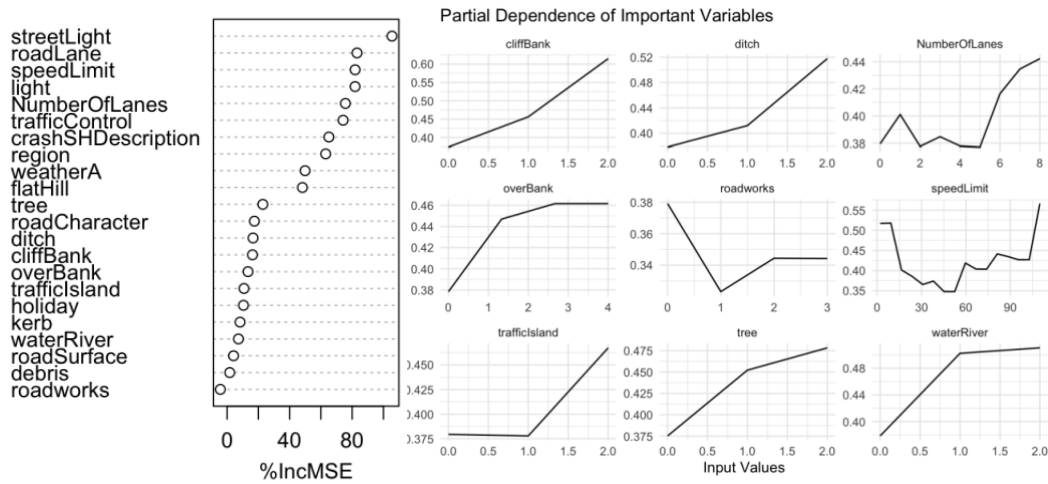 streetLight
roadLane
speedLimit
light
NumberOfLanes
trafficControl
crashSHDescription
region
weatherA
flatHill
tree
roadCharacter
ditch
cliffBank
overBank
trafficIsland
holiday
kerb
waterRiver
roadSurface
debris
roadworks
0 40 80
%IncMSE
Partial Dependence of Important Variables
cliffBank
0.60
0.55
0.50
0.45
0.40
0.0 0.5 1.0 1.5 2.0
ditch
0.52
0.48
0.44
0.40
0.0 0.5 1.0 1.5 2.0
NumberOfLanes
0.44
0.42
0.40
0.38
0 2 4 6 8
overBank
0.46
0.44
0.42
0.40
0.38
0 1 2 3 4
roadworks
0.38
0.36
0.34
0 1 2 3
speedLimit
0.55
0.50
0.45
0.40
0.35
0 30 60 90
trafficIsland
0.450
0.425
0.400
0.375
0.0 0.5 1.0 1.5 2.0
tree
0.475
0.450
0.425
0.400
0.375
0.0 0.5 1.0 1.5 2.0
waterRiver
0.48
0.44
0.40
0.0 0.5 1.0 1.5 2.0
Input Values